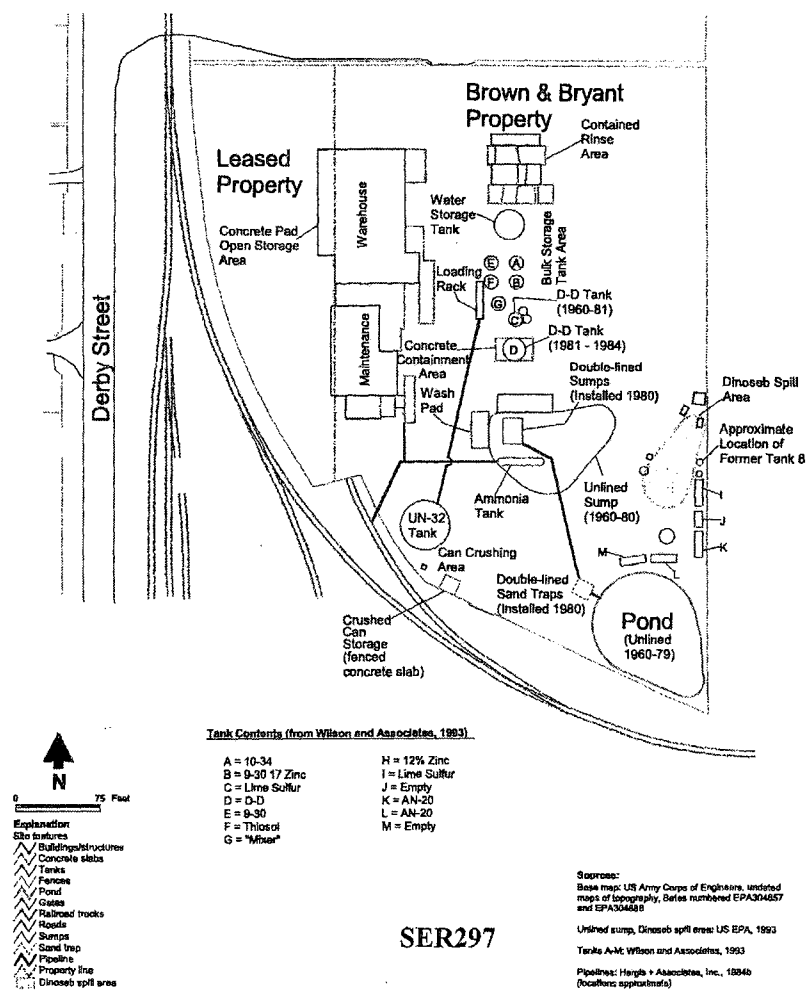 Brown & Bryant
Property
Contained
Rinse
Area
Leased
Property
Water
Storage
Tank
Warehouse
Concrete Pad
Open Storage
Area
Bulk Storage
Tank Area
Loading
Rack
E
A
F
B
G
C
D-D Tank
(1960-81)
Derby Street
Maintenance
Concrete
Containment
Area
D
D-D Tank
(1981 - 1984)
Double-lined
Sumps
(Installed 1980)
Dinoseb Spill
Area
Wash
Pad
Approximate
Location of
Former Tank 8
Unlined
Sump
(1960-80)
Ammonia
Tank
UN-32
Tank
I
J
K
M
L
Can Crushing
Area
Double-lined
Sand Traps
(Installed 1980)
Crushed
Can
Storage
(fenced
concrete slab)
Pond
(Unlined
1960-79)
Tank Contents (from Wilson and Associates, 1993)
A = 10-34
B = 9-30 17 Zinc
C = Lime Sulfur
D = D-D
E = 9-30
F = Thiosol
G = "Mixer"
H = 12% Zinc
I = Lime Sulfur
J = Empty
K = AN-20
L = AN-20
M = Empty
N
0 75 Feet
Explanation
Site features
Buildings/structures
Concrete slabs
Tanks
Fences
Pond
Gates
Railroad tracks
Roads
Sumps
Sand trap
Pipeline
Property line
Dinoseb spill area
SER297
Sources:
Base map: US Army Corps of Engineers, undated
maps of topography, Bates numbered EPA304657
and EPA304688
Unlined sump, Dinoseb spill area: US EPA, 1993
Tanks A-M: Wilson and Associates, 1993
Pipelines: Hargis + Associates, Inc., 1984b
(locations approximate)